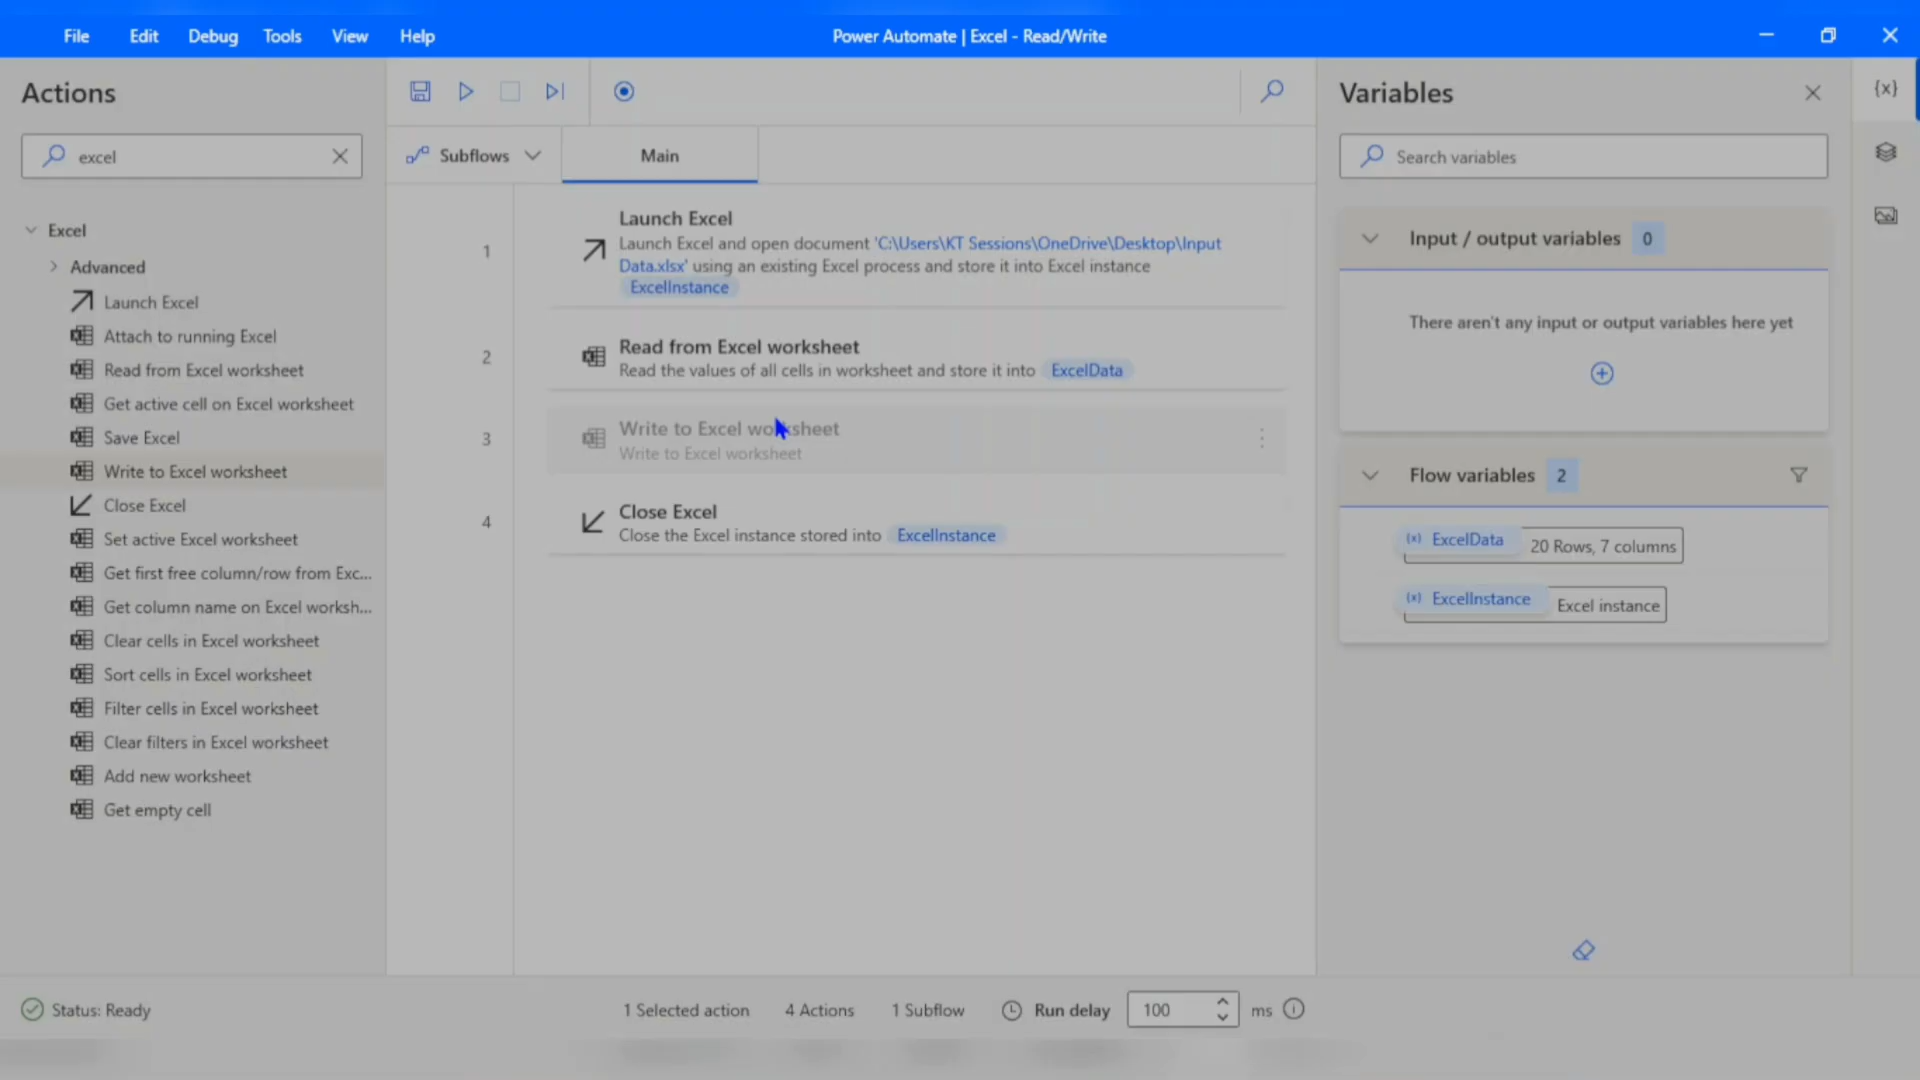 File Edit Debug Tools View Help
Power Automate | Excel - Read/Write
Actions
excel
Excel
Advanced
Launch Excel
Attach to running Excel
Read from Excel worksheet
Get active cell on Excel worksheet
Save Excel
Write to Excel worksheet
Close Excel
Set active Excel worksheet
Get first free column/row from Exc...
Get column name on Excel worksh...
Clear cells in Excel worksheet
Sort cells in Excel worksheet
Filter cells in Excel worksheet
Clear filters in Excel worksheet
Add new worksheet
Get empty cell
Subflows
Main
1
Launch Excel
Launch Excel and open document 'C:\Users\KT Sessions\OneDrive\Desktop\Input
Data.xlsx' using an existing Excel process and store it into Excel instance
ExcelInstance
2
Read from Excel worksheet
Read the values of all cells in worksheet and store it into ExcelData
3
Write to Excel worksheet
Write to Excel worksheet
4
Close Excel
Close the Excel instance stored into ExcelInstance
Variables
{x}
Search variables
Input / output variables 0
There aren't any input or output variables here yet
Flow variables 2
(x) ExcelData 20 Rows, 7 columns
(x) ExcelInstance Excel instance
Status: Ready
1 Selected action
4 Actions
1 Subflow
Run delay 100 ms